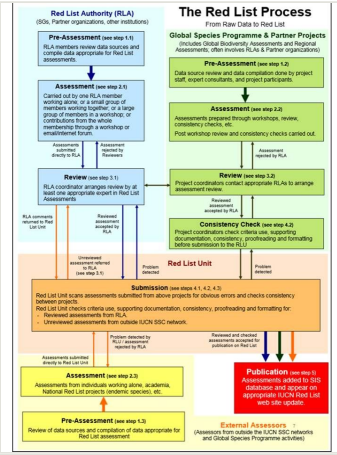 Red List Authority (RLA)
(SGs, Partner organizations, other institutions)
The Red List Process
From Raw Data to Red List
Global Species Programme & Partner Projects
(Includes Global Biodiversity Assessments and Regional
Assessments, often involves RLAs & Partner organizations)
Pre-Assessment (see step 1.1)
RLA members review data sources and
compile data appropriate for Red List
assessments.
Pre-Assessment (see step 1.2)
Data source review and data compilation done by project
staff, expert consultants, and project participants
Assessment (see step 2.1)
Carried out by one RLA member
working alone; or a small group of
members working together; or a large
group of members in a workshop; or
contributions from the whole
membership through a workshop or
email/internet forum.
Assessment (see step 2.2)
Assessments prepared through workshops, review,
consistency checks, etc.
Post workshop review and consistency checks carried out.
Assessments
submitted
directly to RLA
Assessment
rejected by
Reviewers
Assessment
rejected by RLA
Review (see step 3.1)
RLA coordinator arranges review by at
least one appropriate expert in Red List
Assessments
Review (see step 3.2)
Project coordinators contact appropriate RLAs to arrange
assessment review.
Reviewed
assessment
accepted by RLA
Consistency Check (see step 4.2)
Project coordinators check criteria use, supporting
documentation, consistency, proofreading and formatting
before submission to the RLU
RLA comments
returned to Red
List Unit
Reviewed
assessment
accepted by RLA
Unreviewed
assessment referred
to RLA
(see step 2.1)
Problem
detected
Problem
detected
Red List Unit
Submission (see steps 4.1, 4.2, 4.3)
Red List Unit scans assessments submitted from above projects for obvious errors and checks consistency
between projects.
Red List Unit checks criteria use, supporting documentation, consistency, proofreading and formatting for:
Reviewed assessments from RLA.
Unreviewed assessments from outside IUCN SSC network.
Problem detected by
RLU / assessment
rejected by RLA
Reviewed and checked
assessments accepted for
publication on Red List
Assessments submitted
directly to Red List Unit
Assessment (see step 2.3)
Assessments from individuals working alone, academia,
National Red List projects (endemic species), etc.
Publication (see step 5)
Assessments added to SIS
database and appear on
appropriate IUCN Red List
web site update.
Pre-Assessment (see step 1.3)
Review of data sources and compilation of data appropriate for
Red List assessment
External Assessors
(Assessors from outside the IUCN SSC networks
and Global Species Programme activities)